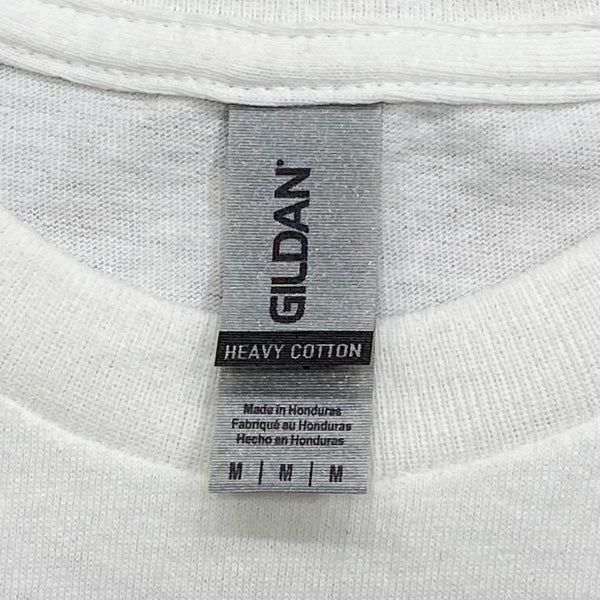 GILDAN®
HEAVY COTTON
Made in Honduras
Fabriqué au Honduras
Hecho en Honduras
M | M | M